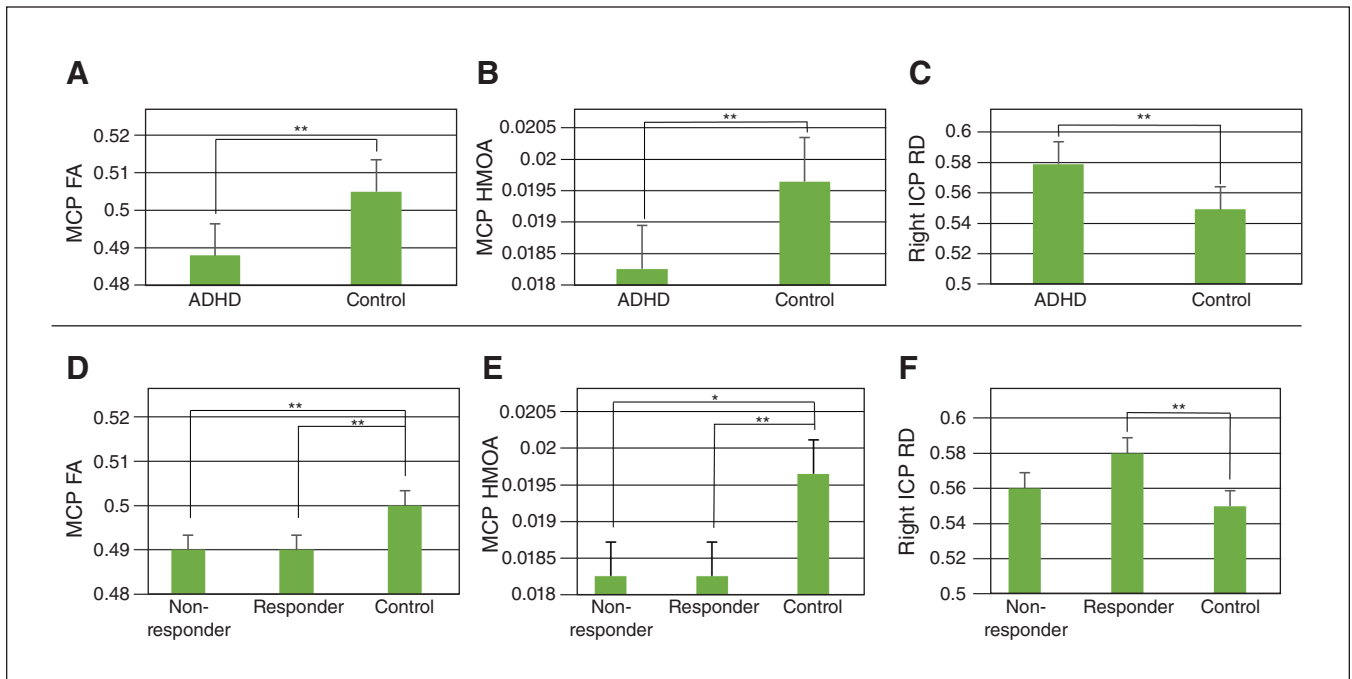 A
MCP FA
0.52
0.51
0.5
0.49
0.48
**
ADHD Control
B
MCP HMOA
0.0205
0.02
0.0195
0.019
0.0185
0.018
**
ADHD Control
C
Right ICP RD
0.6
0.58
0.56
0.54
0.52
0.5
**
ADHD Control
D
MCP FA
0.52
0.51
0.5
0.49
0.48
**
**
Non-
responder
Responder
Control
E
MCP HMOA
0.0205
0.02
0.0195
0.019
0.0185
0.018
*
**
Non-
responder
Responder
Control
F
Right ICP RD
0.6
0.58
0.56
0.54
0.52
0.5
**
Non-
responder
Responder
Control